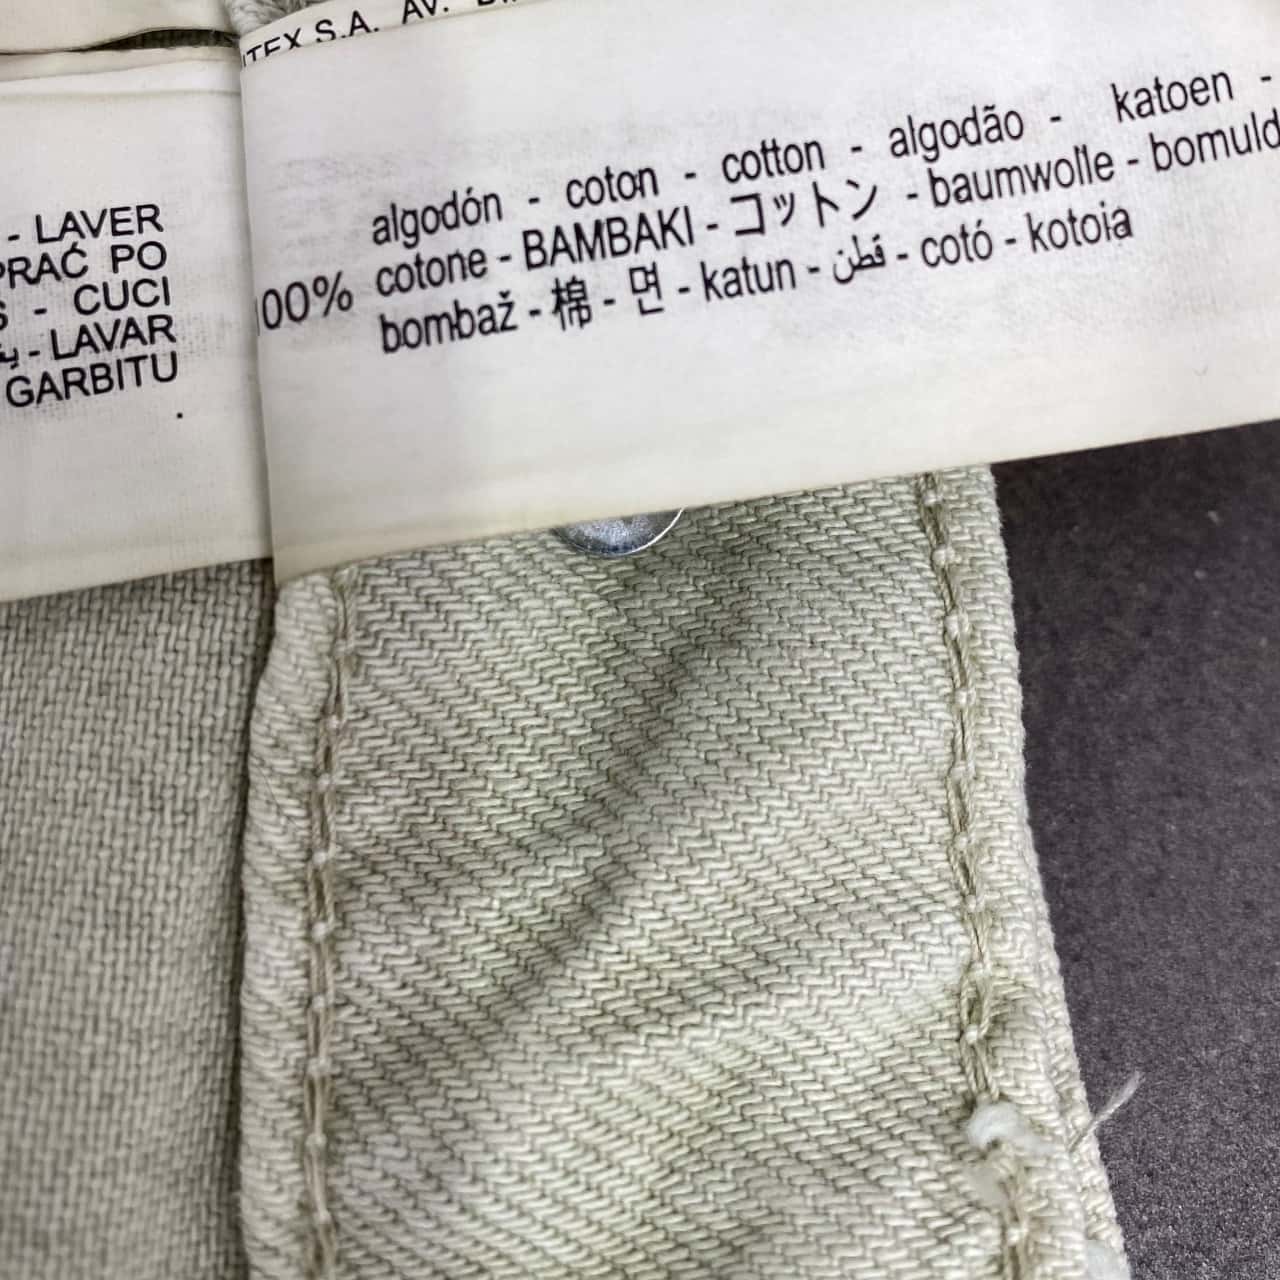 S.A. AV.
- LAVER
PRAĆ PO
S - CUCI
- LAVAR
GARBITU
algodón - coton - cotton - algodão - katoen -
100% cotone - BAMBAKI - コットン - baumwolle - bomuld
bombaž - 棉 - 면 - katun - قطن - cotó - kotoia